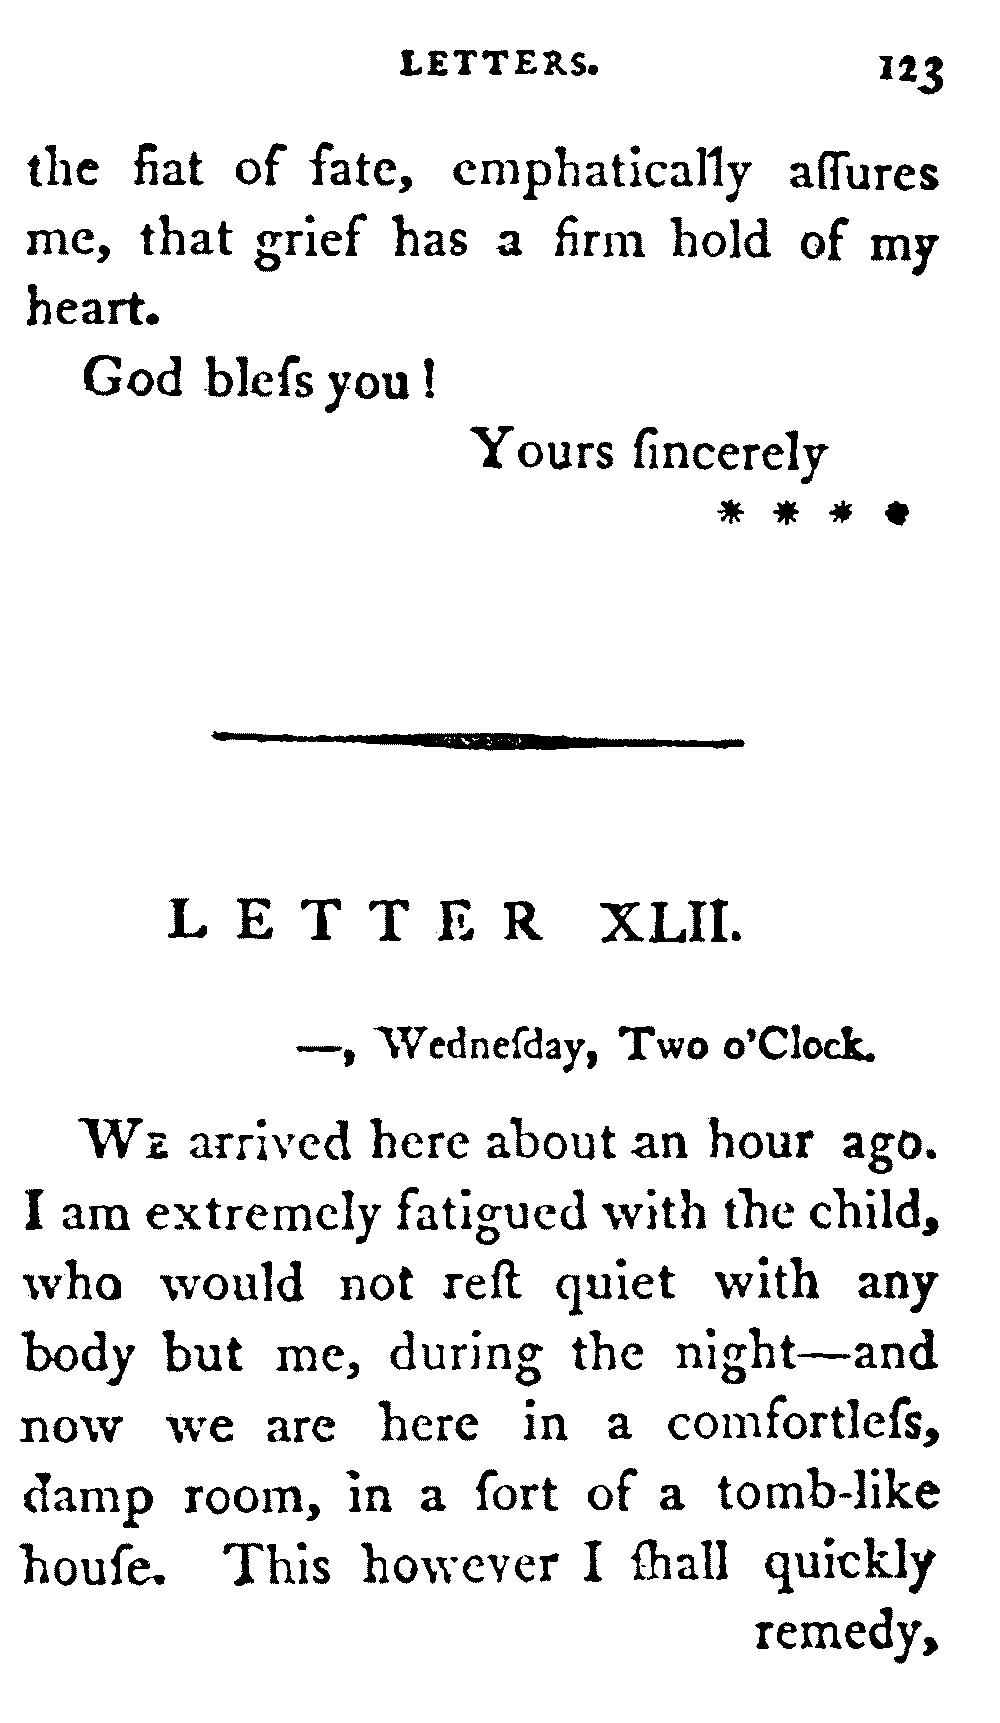 LETTERS. 123
the fiat of fate, emphatically aſſures
me, that grief has a firm hold of my
heart.
God bleſs you !
Yours ſincerely
* * * *
LETTER XLII.
—, Wedneſday, Two o'Clock.
WE arrived here about an hour ago.
I am extremely fatigued with the child,
who would not reſt quiet with any
body but me, during the night—and
now we are here in a comfortleſs,
damp room, in a ſort of a tomb-like
houſe. This however I ſhall quickly
remedy,